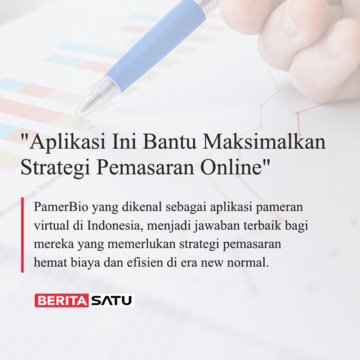 "Aplikasi Ini Bantu Maksimalkan
Strategi Pemasaran Online"
PamerBio yang dikenal sebagai aplikasi pameran
virtual di Indonesia, menjadi jawaban terbaik bagi
mereka yang memerlukan strategi pemasaran
hemat biaya dan efisien di era new normal.
BERITA SATU